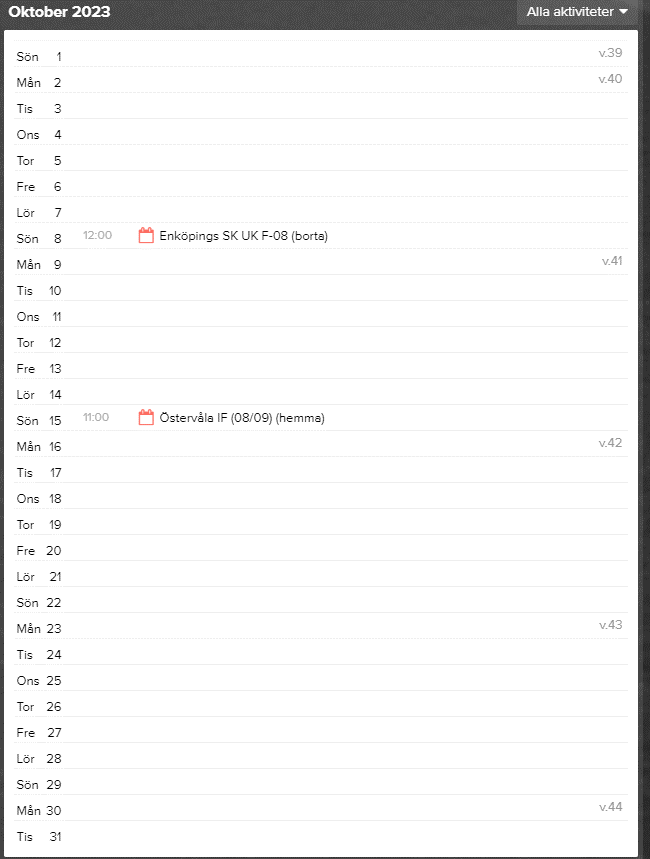 Oktober 2023 Alla aktiviteter
Sön 1 v.39
Mån 2 v.40
Tis 3
Ons 4
Tor 5
Fre 6
Lör 7
Sön 8 12:00 Enköpings SK UK F-08 (borta)
Mån 9 v.41
Tis 10
Ons 11
Tor 12
Fre 13
Lör 14
Sön 15 11:00 Östervåla IF (08/09) (hemma)
Mån 16 v.42
Tis 17
Ons 18
Tor 19
Fre 20
Lör 21
Sön 22
Mån 23 v.43
Tis 24
Ons 25
Tor 26
Fre 27
Lör 28
Sön 29
Mån 30 v.44
Tis 31